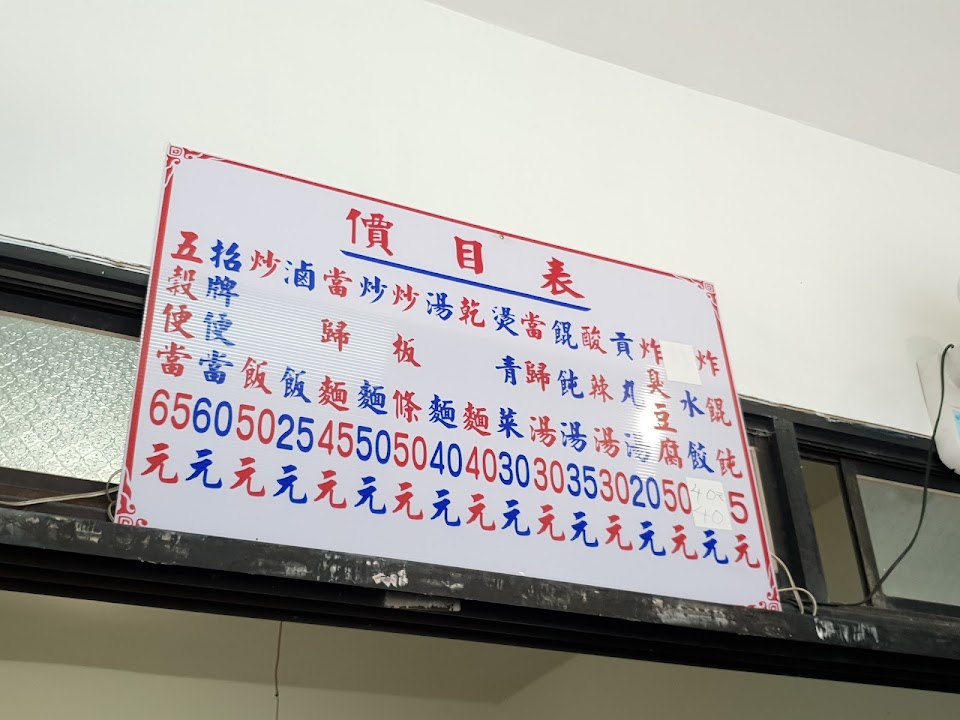 價目表
五穀便當65元
招牌便當60元
炒飯50元
滷飯25元
當歸麵45元
炒麵50元
炒板條50元
湯麵40元
乾麵40元
燙青菜30元
當歸湯30元
餛飩湯35元
酸辣湯30元
貢丸湯20元
炸臭豆腐50元
水餃40元
炸餛飩5元